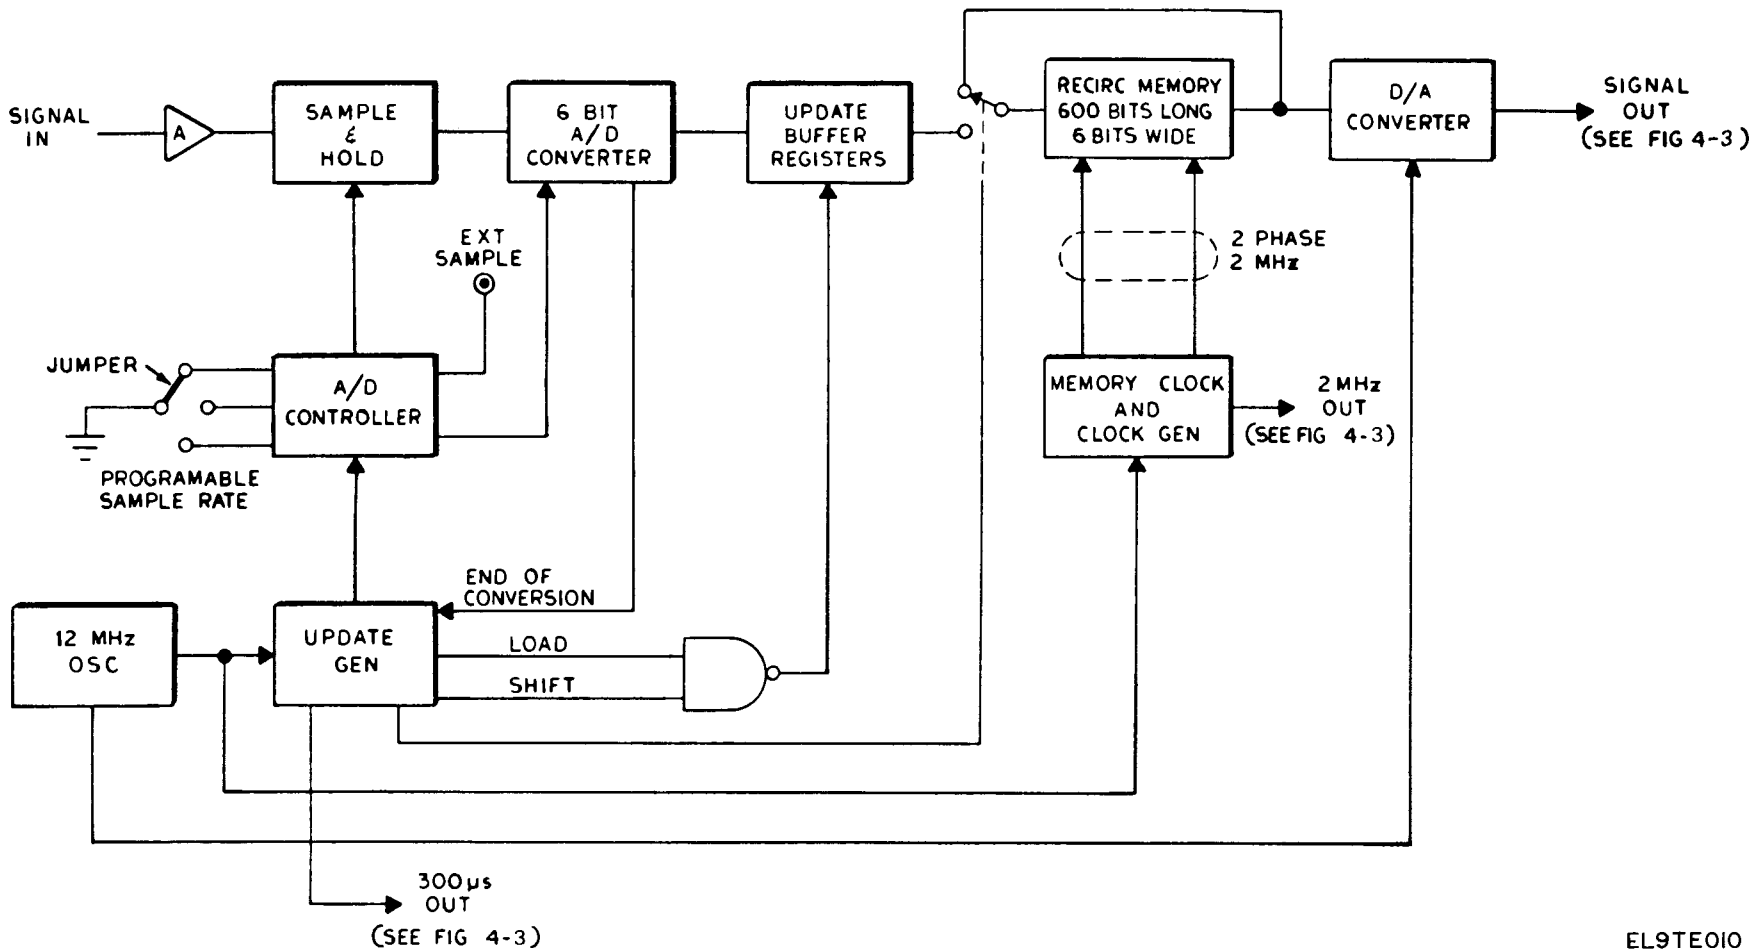 SIGNAL
IN
A
SAMPLE
&
HOLD
6 BIT
A/D
CONVERTER
UPDATE
BUFFER
REGISTERS
RECIRC MEMORY
600 BITS LONG
6 BITS WIDE
D/A
CONVERTER
SIGNAL
OUT
(SEE FIG 4-3)
EXT
SAMPLE
2 PHASE
2 MHz
JUMPER
A/D
CONTROLLER
PROGRAMABLE
SAMPLE RATE
MEMORY CLOCK
AND
CLOCK GEN
2 MHz
OUT
(SEE FIG 4-3)
END OF
CONVERSION
12 MHz
OSC
UPDATE
GEN
LOAD
SHIFT
300µs
OUT
(SEE FIG 4-3)
EL9TE010